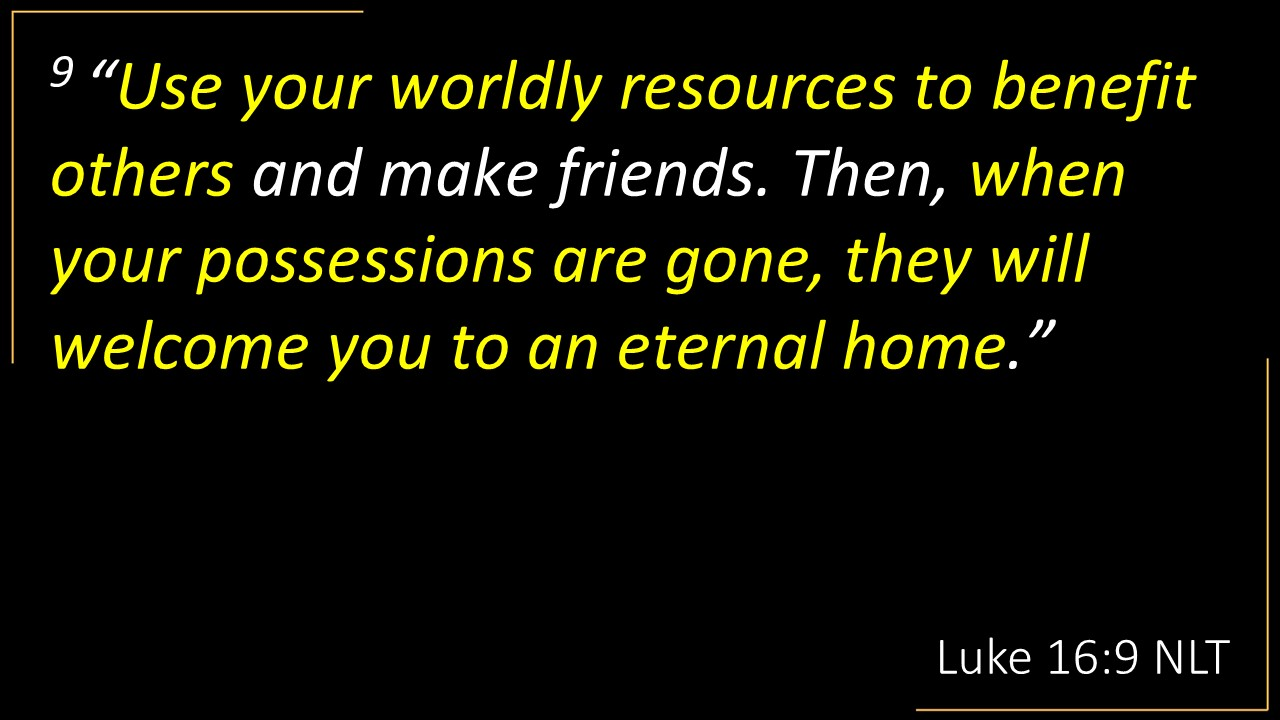 9 “Use your worldly resources to benefit
others and make friends. Then, when
your possessions are gone, they will
welcome you to an eternal home.”
Luke 16:9 NLT